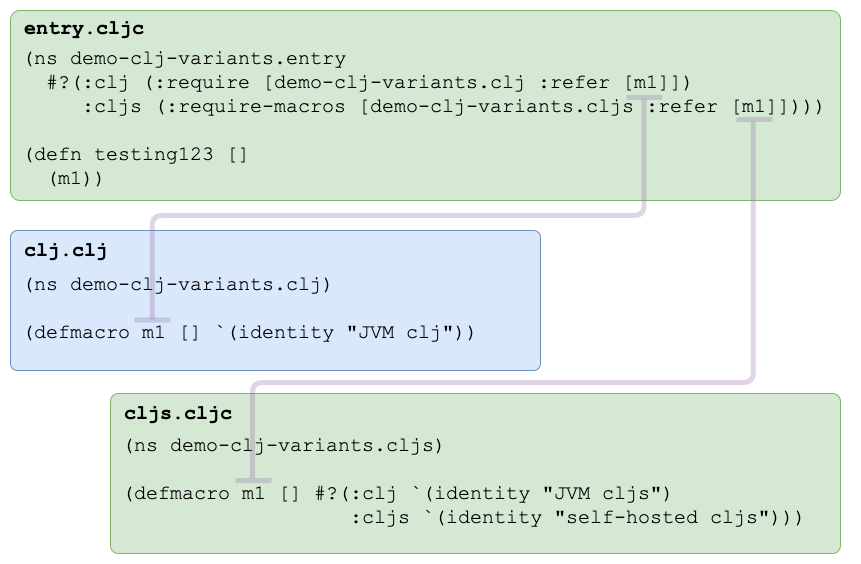 entry.cljc
(ns demo-clj-variants.entry
  #?(:clj (:require [demo-clj-variants.clj :refer [m1]])
     :cljs (:require-macros [demo-clj-variants.cljs :refer [m1]])))
(defn testing123 []
  (m1))
clj.clj
(ns demo-clj-variants.clj)
(defmacro m1 [] `(identity "JVM clj"))
cljs.cljc
(ns demo-clj-variants.cljs)
(defmacro m1 [] #?(:clj `(identity "JVM cljs")
                   :cljs `(identity "self-hosted cljs")))